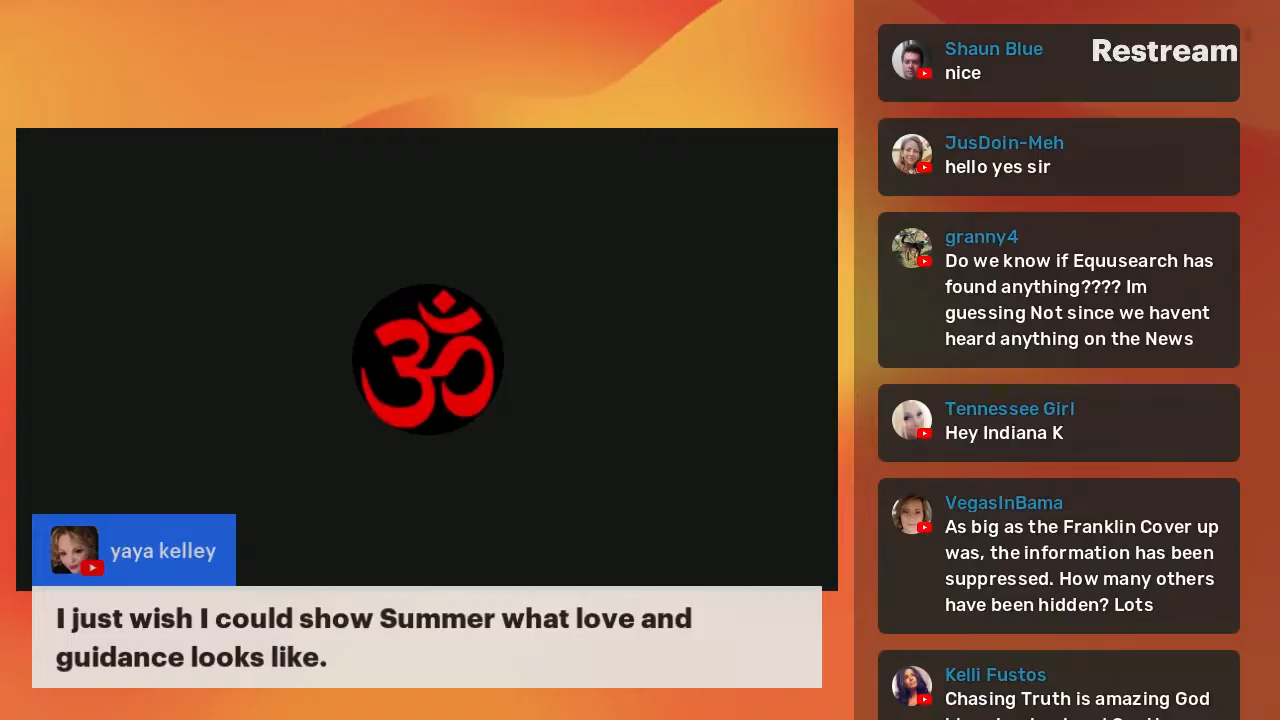 Restream
Shaun Blue
nice
JusDoin-Meh
hello yes sir
granny4
Do we know if Equusearch has
found anything???? Im
guessing Not since we havent
heard anything on the News
Tennessee Girl
Hey Indiana K
VegasInBama
As big as the Franklin Cover up
was, the information has been
suppressed. How many others
have been hidden? Lots
Kelli Fustos
Chasing Truth is amazing God
ॐ
yaya kelley
I just wish I could show Summer what love and
guidance looks like.